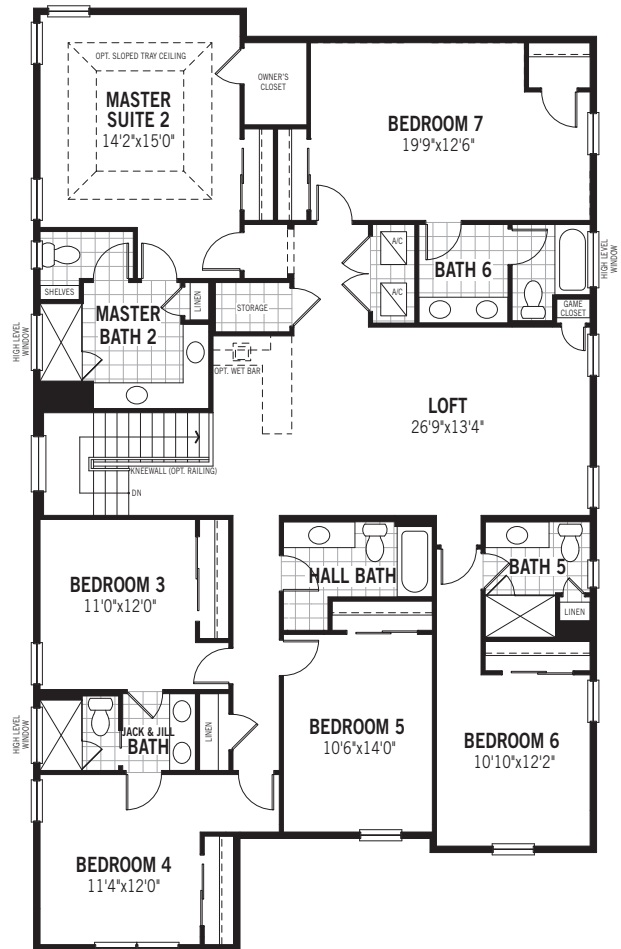 OPT. SLOPED TRAY CEILING
MASTER
SUITE 2
14'2"x15'0"
OWNER'S
CLOSET
BEDROOM 7
19'9"x12'6"
A/C
A/C
BATH 6
HIGH LEVEL
WINDOW
GAME
CLOSET
SHELVES
MASTER
BATH 2
LINEN
STORAGE
HIGH LEVEL
WINDOW
OPT. WET BAR
LOFT
26'9"x13'4"
KNEEWALL (OPT. RAILING)
DN
BEDROOM 3
11'0"x12'0"
HALL BATH
BATH 5
LINEN
HIGH LEVEL
WINDOW
JACK & JILL
BATH
LINEN
BEDROOM 5
10'6"x14'0"
BEDROOM 6
10'10"x12'2"
BEDROOM 4
11'4"x12'0"